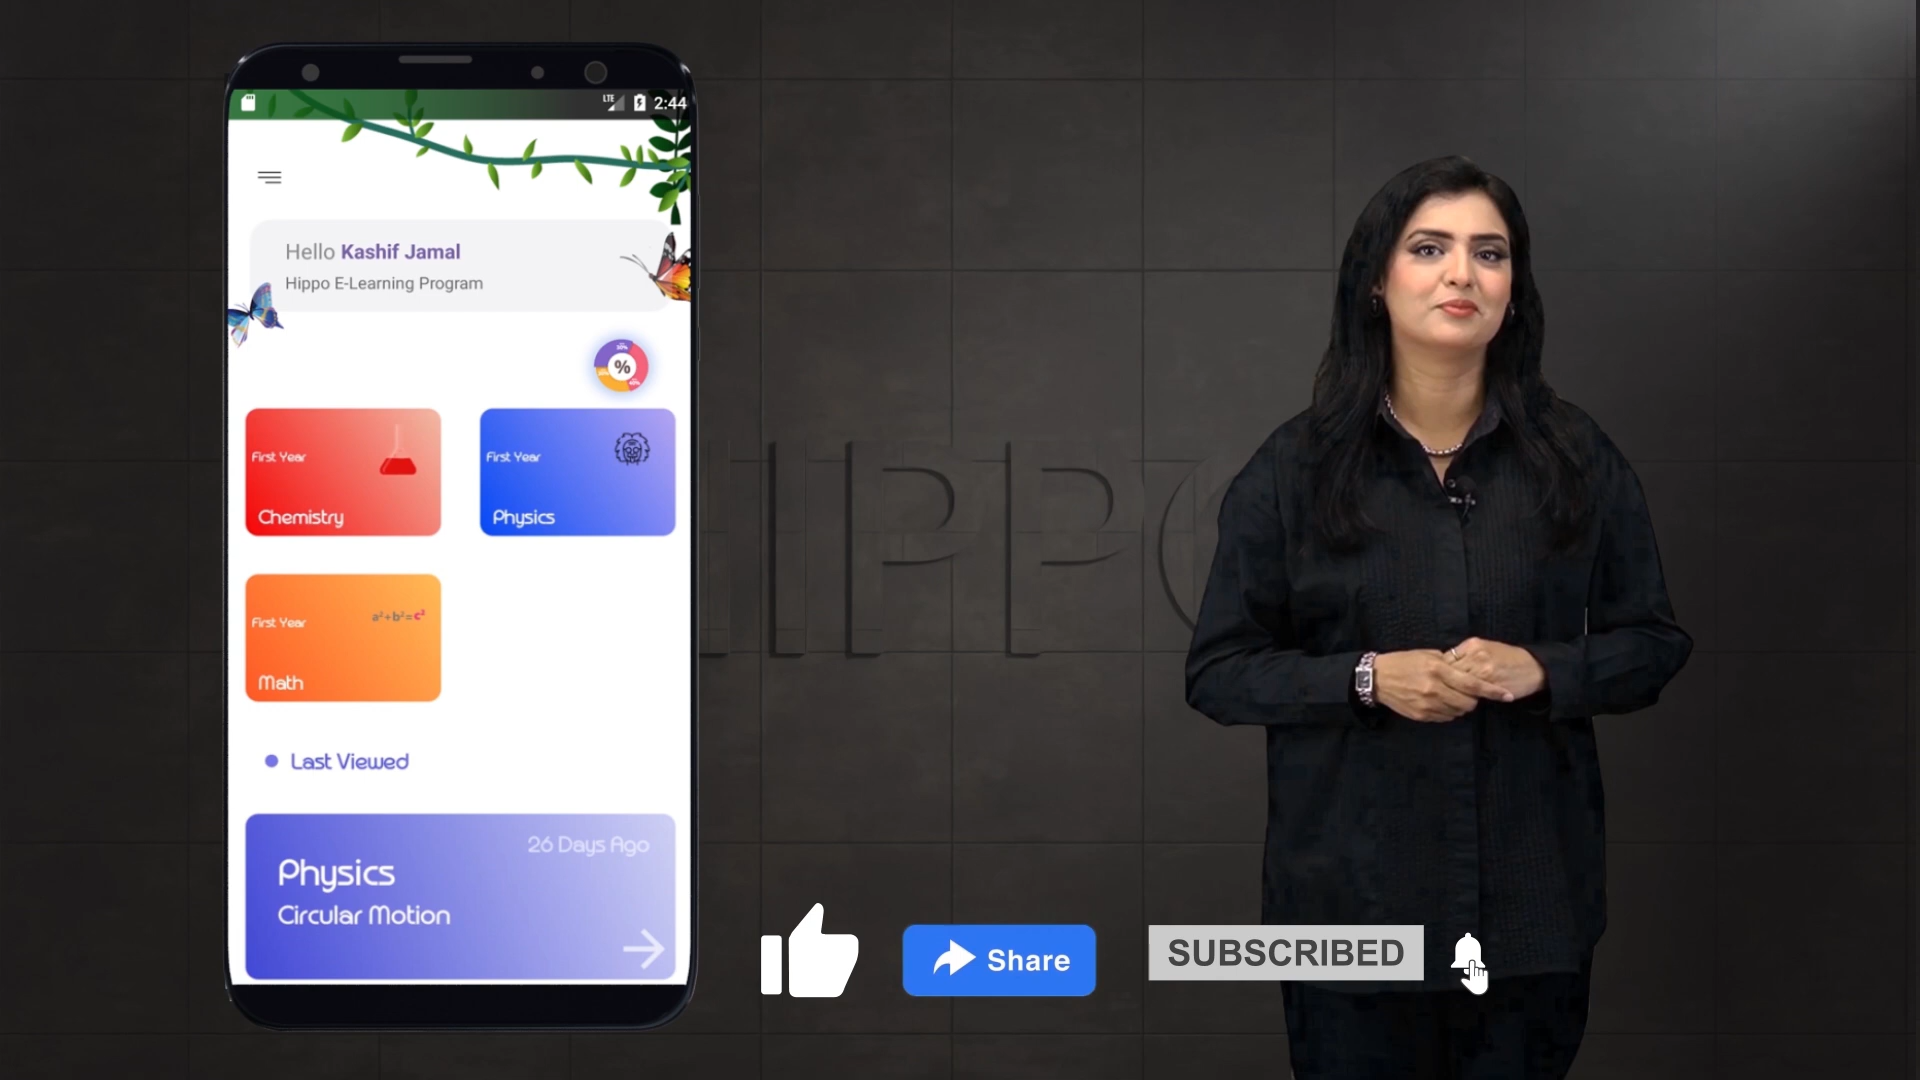 LTE 2:44
Hello Kashif Jamal
Hippo E-Learning Program
%
First Year
Chemistry
First Year
Physics
First Year
a²+b²=c²
Math
Last Viewed
26 Days Ago
Physics
Circular Motion
HIPPO
Share
SUBSCRIBED